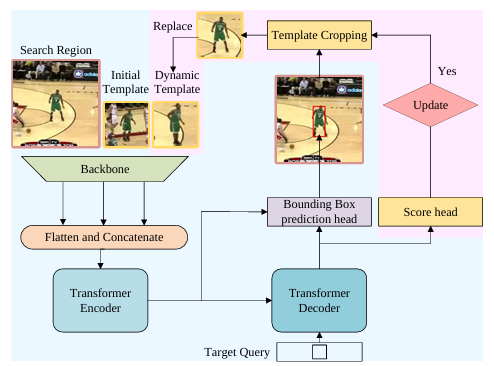 Replace
Template Cropping
Search Region
Yes
Initial
Template
Dynamic
Template
Update
Backbone
Bounding Box
prediction head
Score head
Flatten and Concatenate
Transformer
Encoder
Transformer
Decoder
Target Query